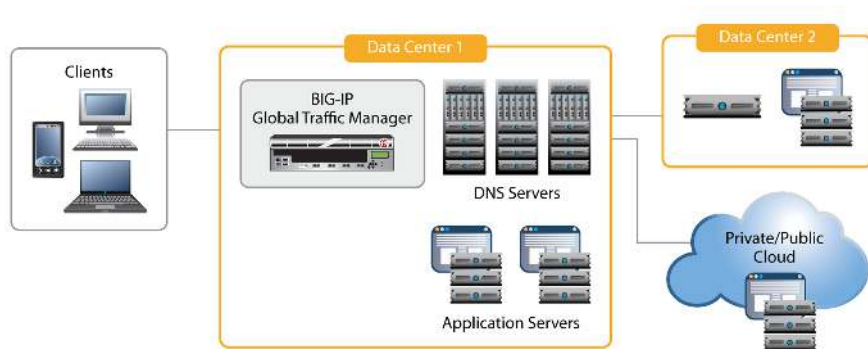 Data Center 1
Data Center 2
Clients
BIG-IP
Global Traffic Manager
DNS Servers
Application Servers
Private/Public
Cloud